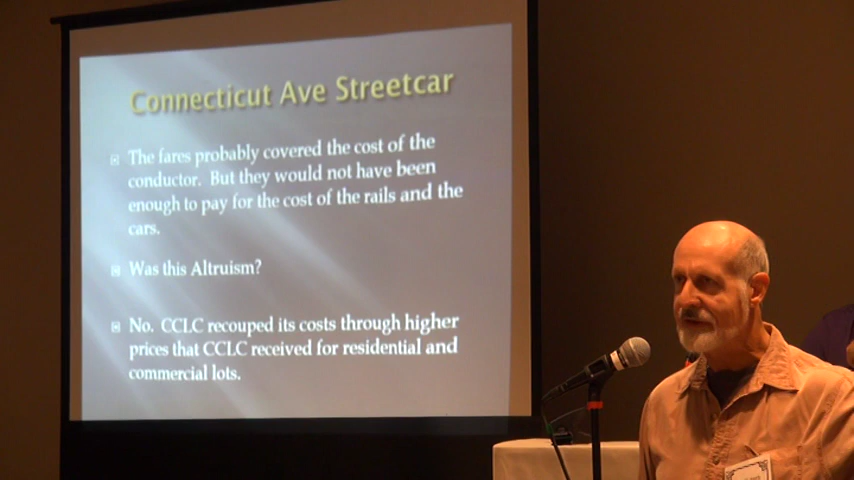 Connecticut Ave Streetcar
The fares probably covered the cost of the
conductor. But they would not have been
enough to pay for the cost of the rails and the
cars.
Was this Altruism?
No. CCLC recouped its costs through higher
prices that CCLC received for residential and
commercial lots.